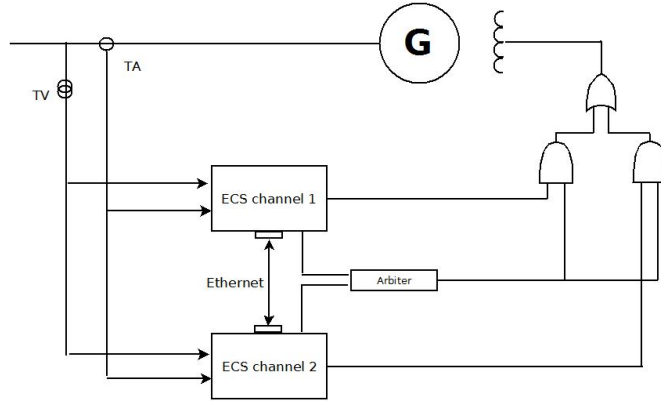 G
TA
TV
ECS channel 1
Ethernet
Arbiter
ECS channel 2